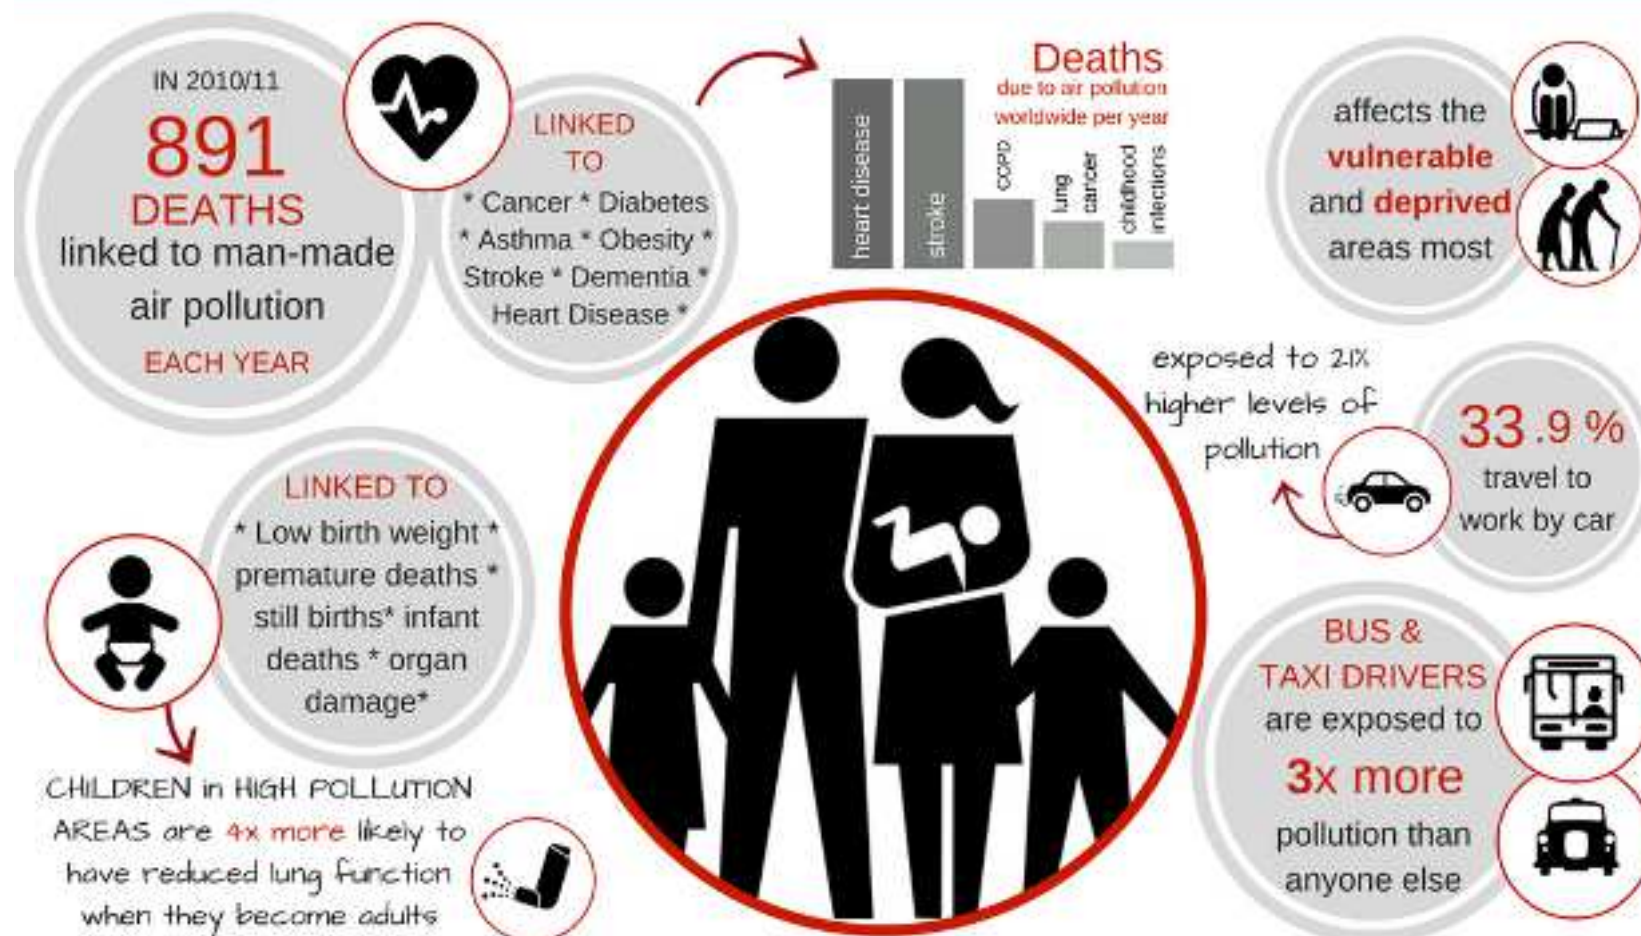 IN 2010/11
891
DEATHS
linked to man-made
air pollution
EACH YEAR
LINKED
TO
* Cancer * Diabetes
* Asthma * Obesity *
Stroke * Dementia *
Heart Disease *
Deaths
due to air pollution
worldwide per year
heart disease
stroke
COPD
lung
cancer
childhood
infections
affects the
vulnerable
and deprived
areas most
exposed to 21%
higher levels of
pollution
33.9 %
travel to
work by car
LINKED TO
* Low birth weight *
premature deaths *
still births* infant
deaths * organ
damage*
CHILDREN in HIGH POLLUTION
AREAS are 4x more likely to
have reduced lung function
when they become adults
BUS &
TAXI DRIVERS
are exposed to
3x more
pollution than
anyone else